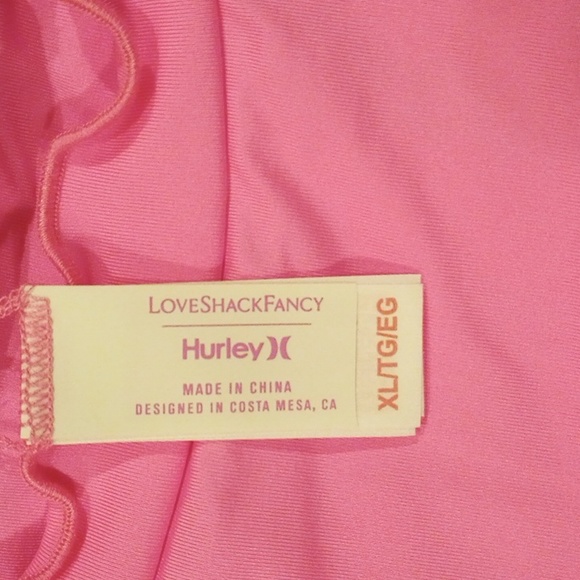 LOVESHACKFANCY
Hurley
MADE IN CHINA
DESIGNED IN COSTA MESA, CA
XL/TG/EG